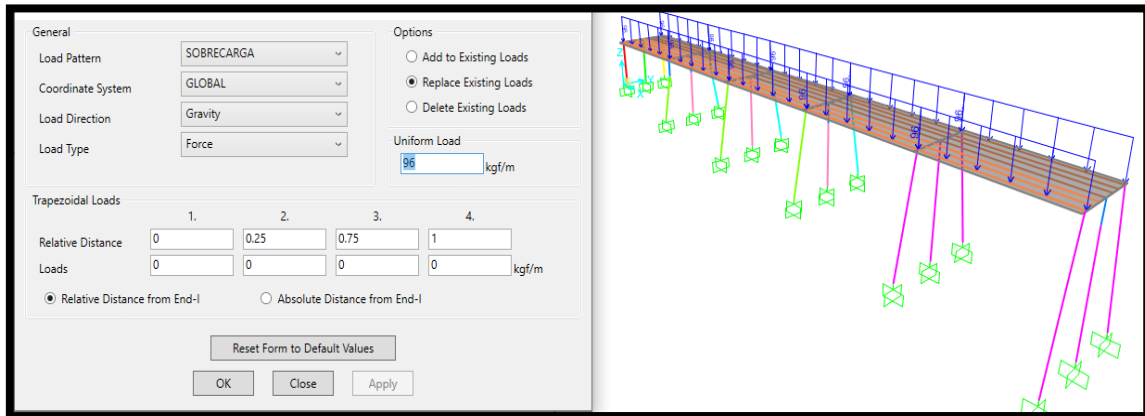 General
Load Pattern SOBRECARGA
Coordinate System GLOBAL
Load Direction Gravity
Load Type Force
Options
Add to Existing Loads
Replace Existing Loads
Delete Existing Loads
Uniform Load
96 kgf/m
Trapezoidal Loads
1. 2. 3. 4.
Relative Distance 0 0.25 0.75 1
Loads 0 0 0 0 kgf/m
Relative Distance from End-I Absolute Distance from End-I
Reset Form to Default Values
OK Close Apply
96
96
96
96
96
96
Z
Y
X